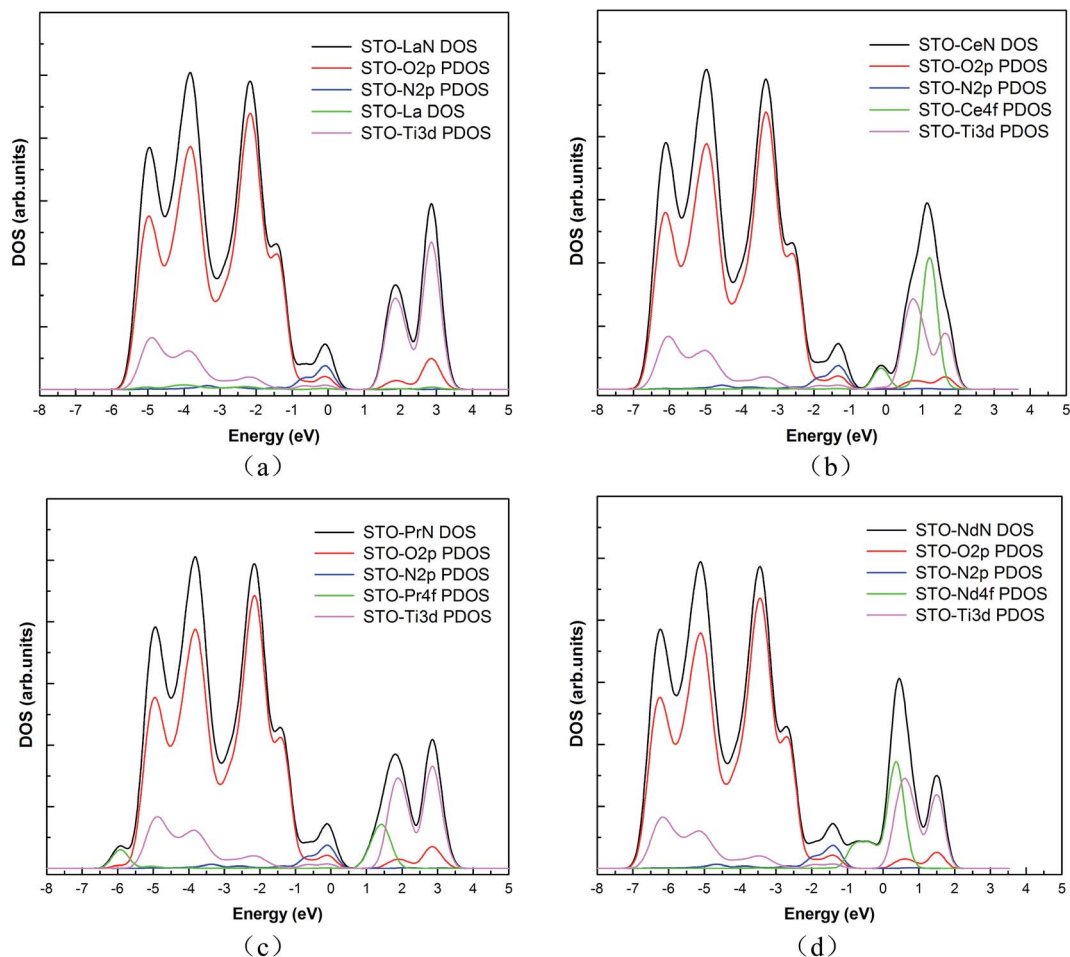 STO-LaN DOS
STO-O2p PDOS
STO-N2p PDOS
STO-La DOS
STO-Ti3d PDOS
DOS (arb.units)
-8 -7 -6 -5 -4 -3 -2 -1 0 1 2 3 4 5
Energy (eV)
(a)
STO-CeN DOS
STO-O2p PDOS
STO-N2p PDOS
STO-Ce4f PDOS
STO-Ti3d PDOS
DOS (arb.units)
-8 -7 -6 -5 -4 -3 -2 -1 0 1 2 3 4 5
Energy (eV)
(b)
STO-PrN DOS
STO-O2p PDOS
STO-N2p PDOS
STO-Pr4f PDOS
STO-Ti3d PDOS
DOS (arb.units)
-8 -7 -6 -5 -4 -3 -2 -1 0 1 2 3 4 5
Energy (eV)
(c)
STO-NdN DOS
STO-O2p PDOS
STO-N2p PDOS
STO-Nd4f PDOS
STO-Ti3d PDOS
DOS (arb.units)
-8 -7 -6 -5 -4 -3 -2 -1 0 1 2 3 4 5
Energy (eV)
(d)